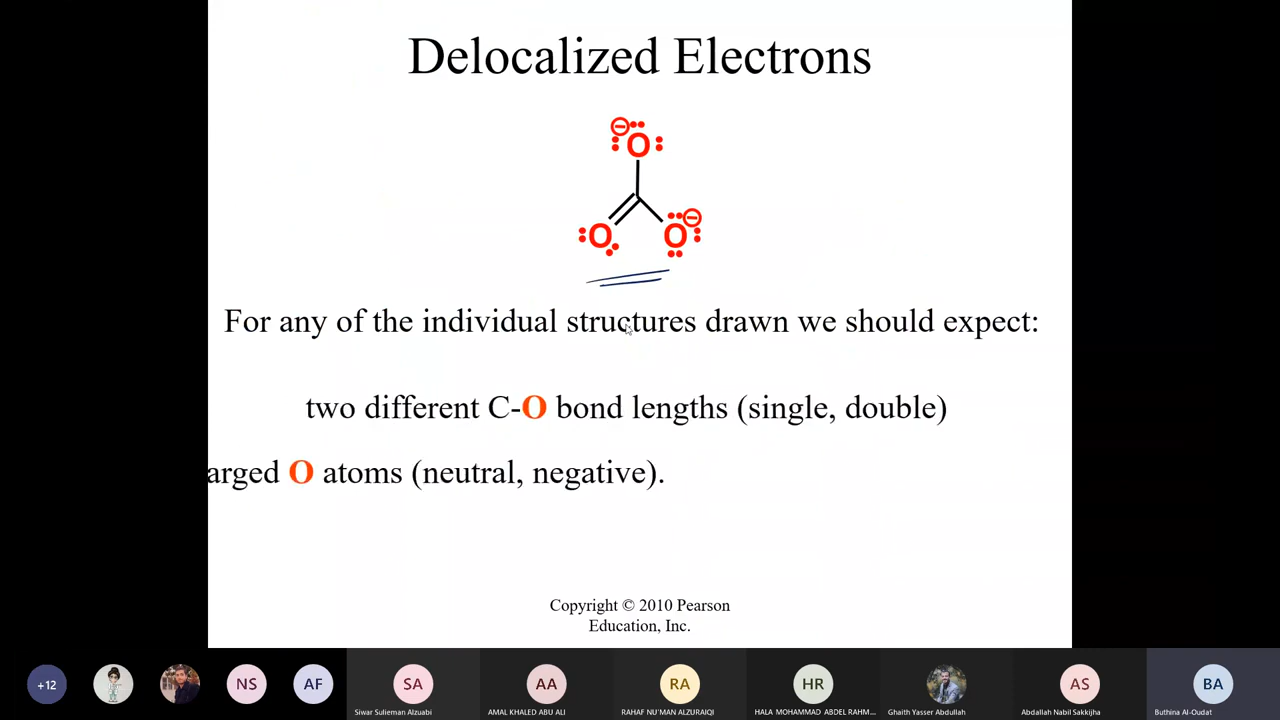 Delocalized Electrons
O
O
O
For any of the individual structures drawn we should expect:
two different C-O bond lengths (single, double)
arged O atoms (neutral, negative).
Copyright © 2010 Pearson
Education, Inc.
+12
NS
AF
SA
AA
RA
HR
AS
BA
Siwar Sulieman Alzuabi
AMAL KHALED ABU ALI
RAHAF NU'MAN ALZURAIQI
HALA MOHAMMAD ABDEL RAHM...
Ghaith Yasser Abdullah
Abdallah Nabil Sakkijha
Buthina Al-Oudat